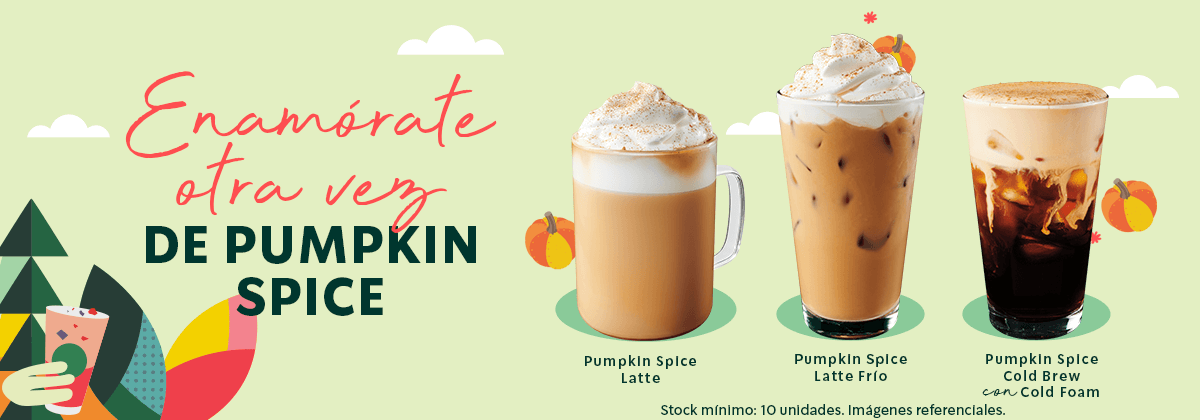 Enamórate
otra vez
DE PUMPKIN
SPICE
Pumpkin Spice
Latte
Pumpkin Spice
Latte Frío
Pumpkin Spice
Cold Brew
con Cold Foam
Stock mínimo: 10 unidades. Imágenes referenciales.